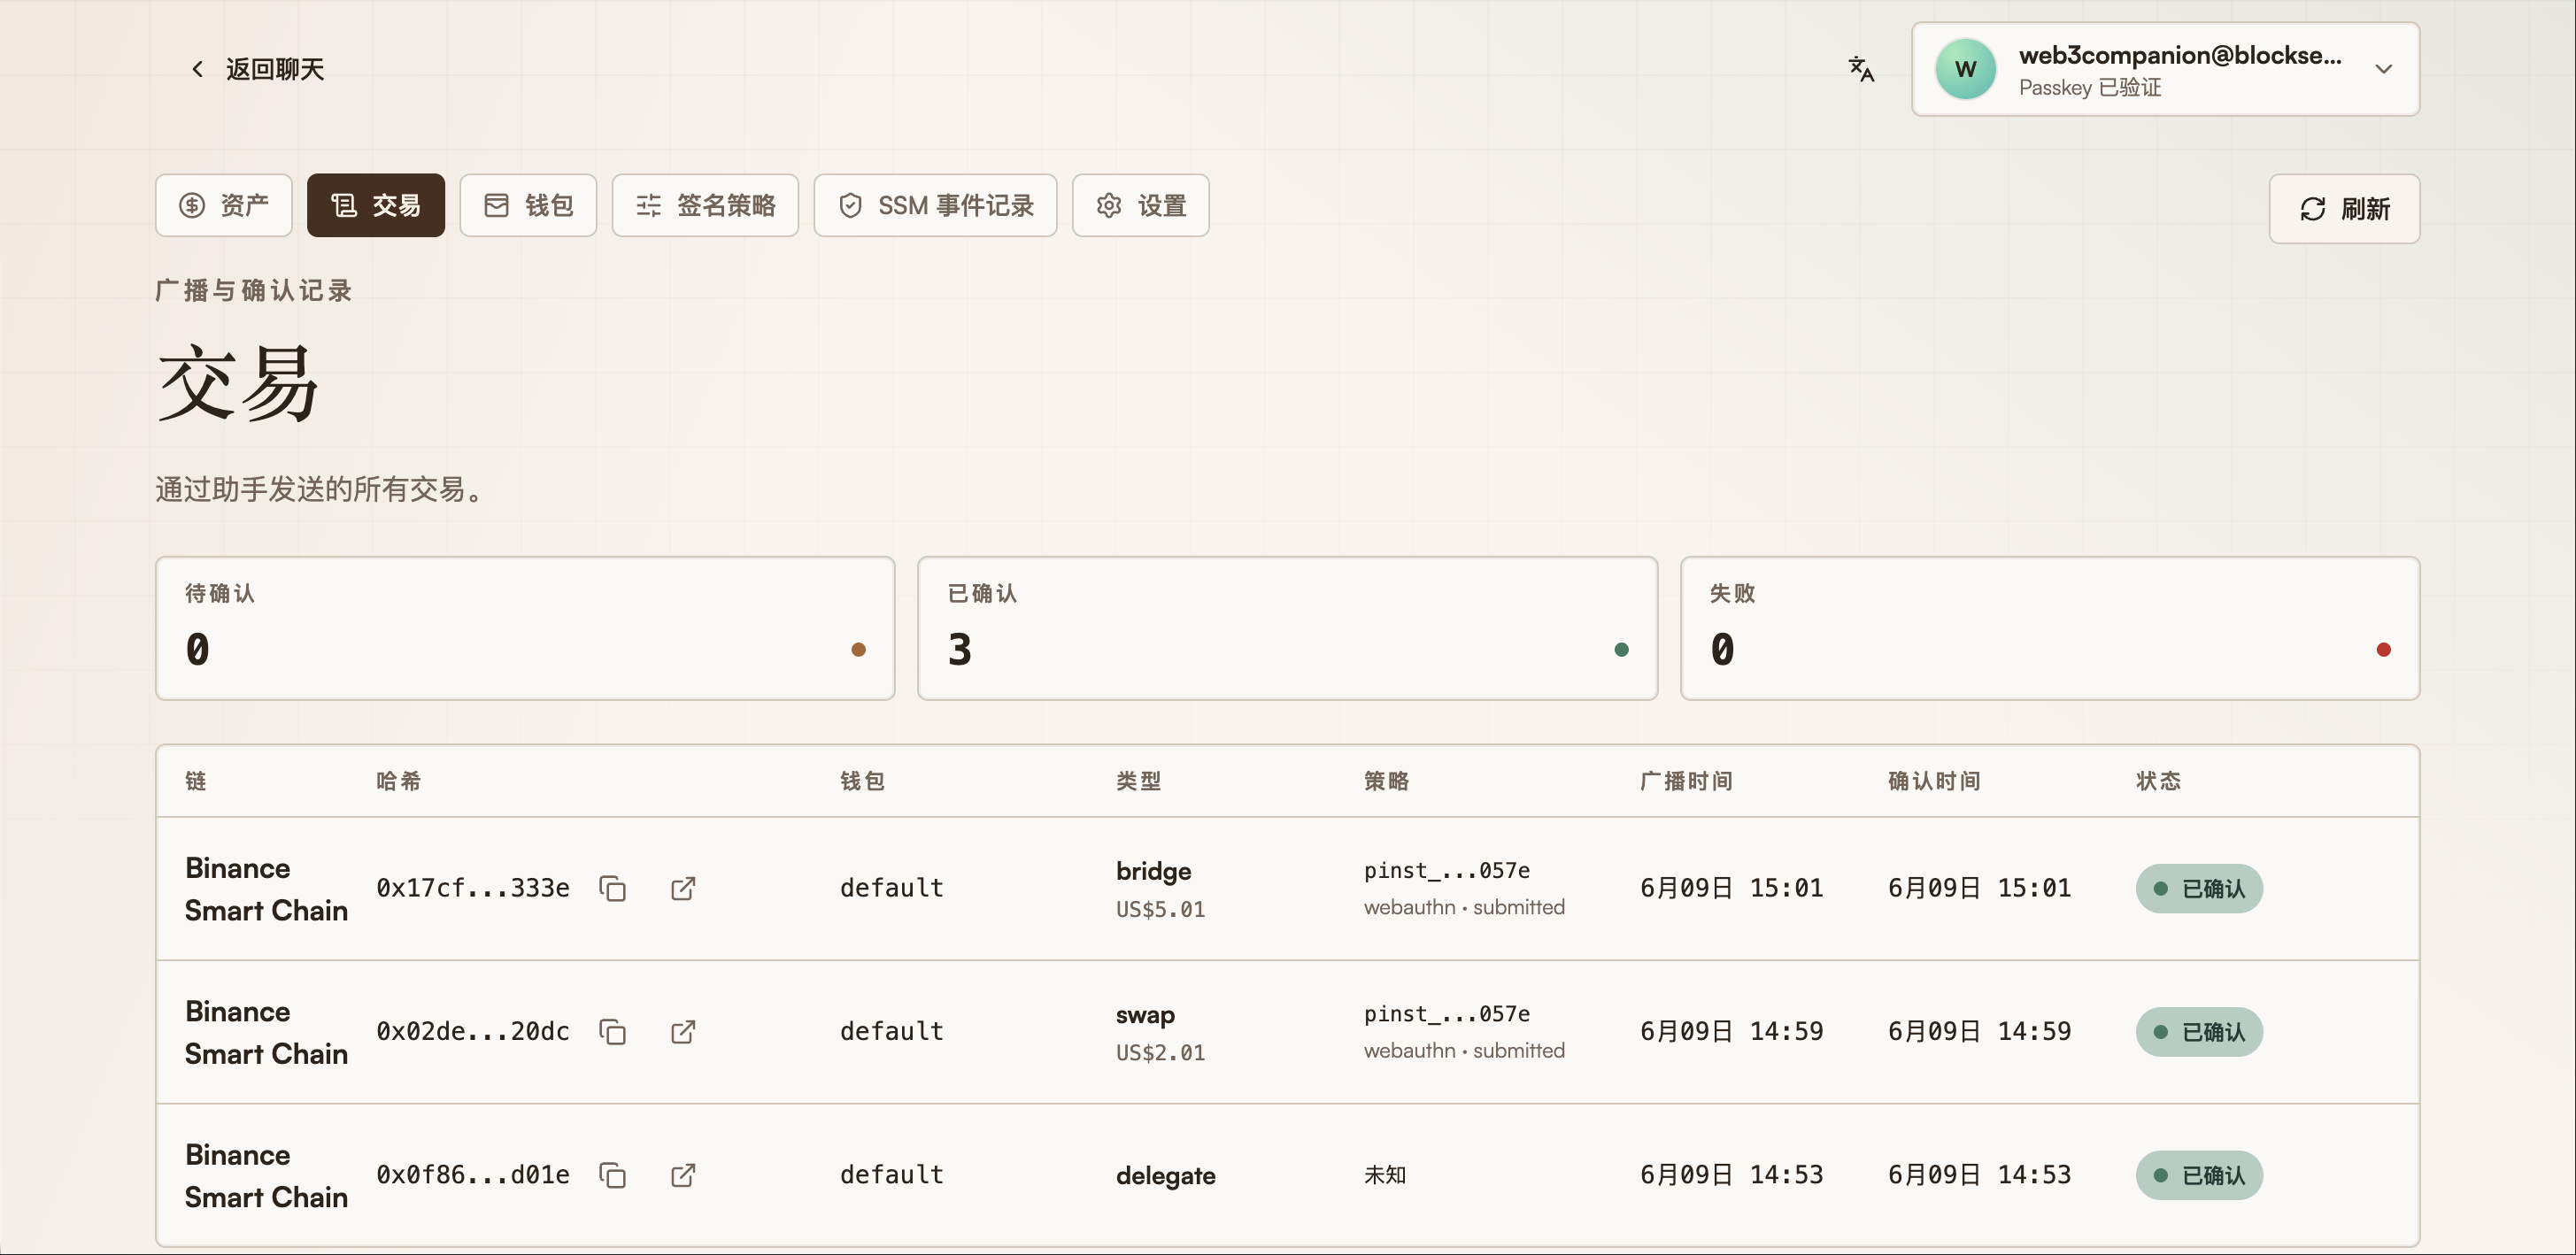 返回聊天
W
web3companion@blockse...
Passkey 已验证
资产
交易
钱包
签名策略
SSM 事件记录
设置
刷新
广播与确认记录
交易
通过助手发送的所有交易。
待确认
0
已确认
3
失败
0
链 哈希 钱包 类型 策略 广播时间 确认时间 状态
Binance Smart Chain
0x17cf...333e
default
bridge
US$5.01
pinst_...057e
webauthn · submitted
6月09日 15:01
6月09日 15:01
已确认
Binance Smart Chain
0x02de...20dc
default
swap
US$2.01
pinst_...057e
webauthn · submitted
6月09日 14:59
6月09日 14:59
已确认
Binance Smart Chain
0x0f86...d01e
default
delegate
未知
6月09日 14:53
6月09日 14:53
已确认